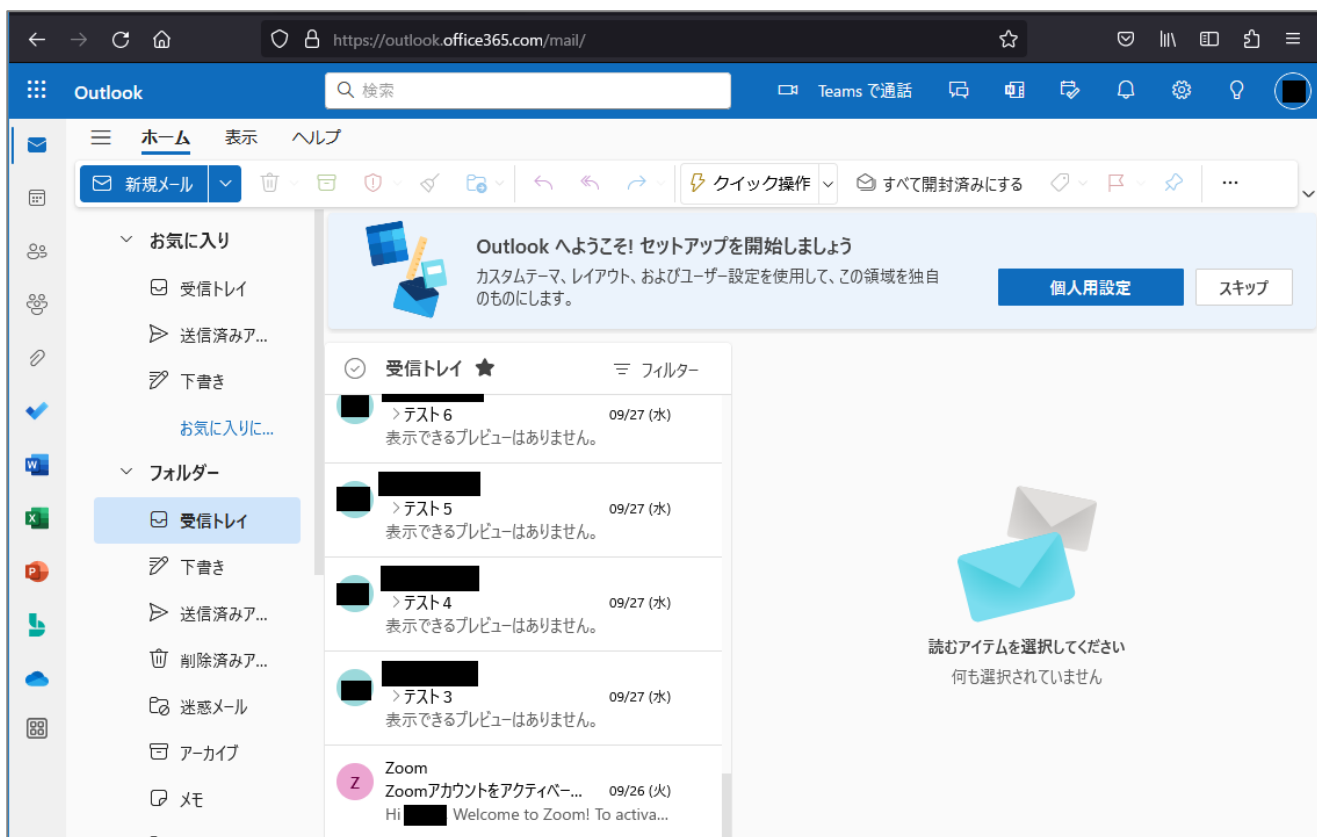 https://outlook.office365.com/mail/
Outlook
検索
Teams で通話
ホーム 表示 ヘルプ
新規メール
クイック操作
すべて開封済みにする
お気に入り
受信トレイ
送信済みア...
下書き
お気に入りに...
フォルダー
受信トレイ
下書き
送信済みア...
削除済みア...
迷惑メール
アーカイブ
メモ
Outlook へようこそ! セットアップを開始しましょう
カスタムテーマ、レイアウト、およびユーザー設定を使用して、この領域を独自
のものにします。
個人用設定
スキップ
受信トレイ
フィルター
テスト 6 09/27 (水)
表示できるプレビューはありません。
テスト 5 09/27 (水)
表示できるプレビューはありません。
テスト 4 09/27 (水)
表示できるプレビューはありません。
テスト 3 09/27 (水)
表示できるプレビューはありません。
Z
Zoom
Zoomアカウントをアクティベー... 09/26 (火)
Hi Welcome to Zoom! To activa...
読むアイテムを選択してください
何も選択されていません